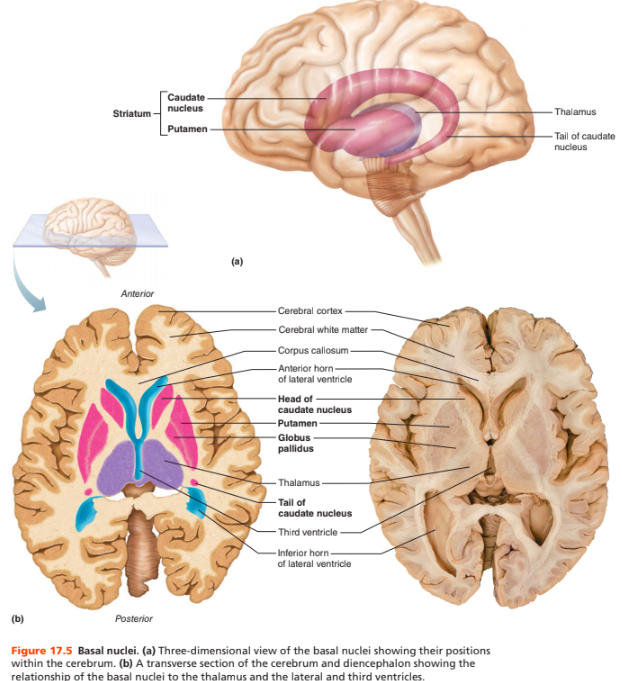 Striatum
Caudate
nucleus
Putamen
Thalamus
Tail of caudate
nucleus
(a)
Anterior
Cerebral cortex
Cerebral white matter
Corpus callosum
Anterior horn
of lateral ventricle
Head of
caudate nucleus
Putamen
Globus
pallidus
Thalamus
Tail of
caudate nucleus
Third ventricle
Inferior horn
of lateral ventricle
(b)
Posterior
Figure 17.5 Basal nuclei. (a) Three-dimensional view of the basal nuclei showing their positions
within the cerebrum. (b) A transverse section of the cerebrum and diencephalon showing the
relationship of the basal nuclei to the thalamus and the lateral and third ventricles.